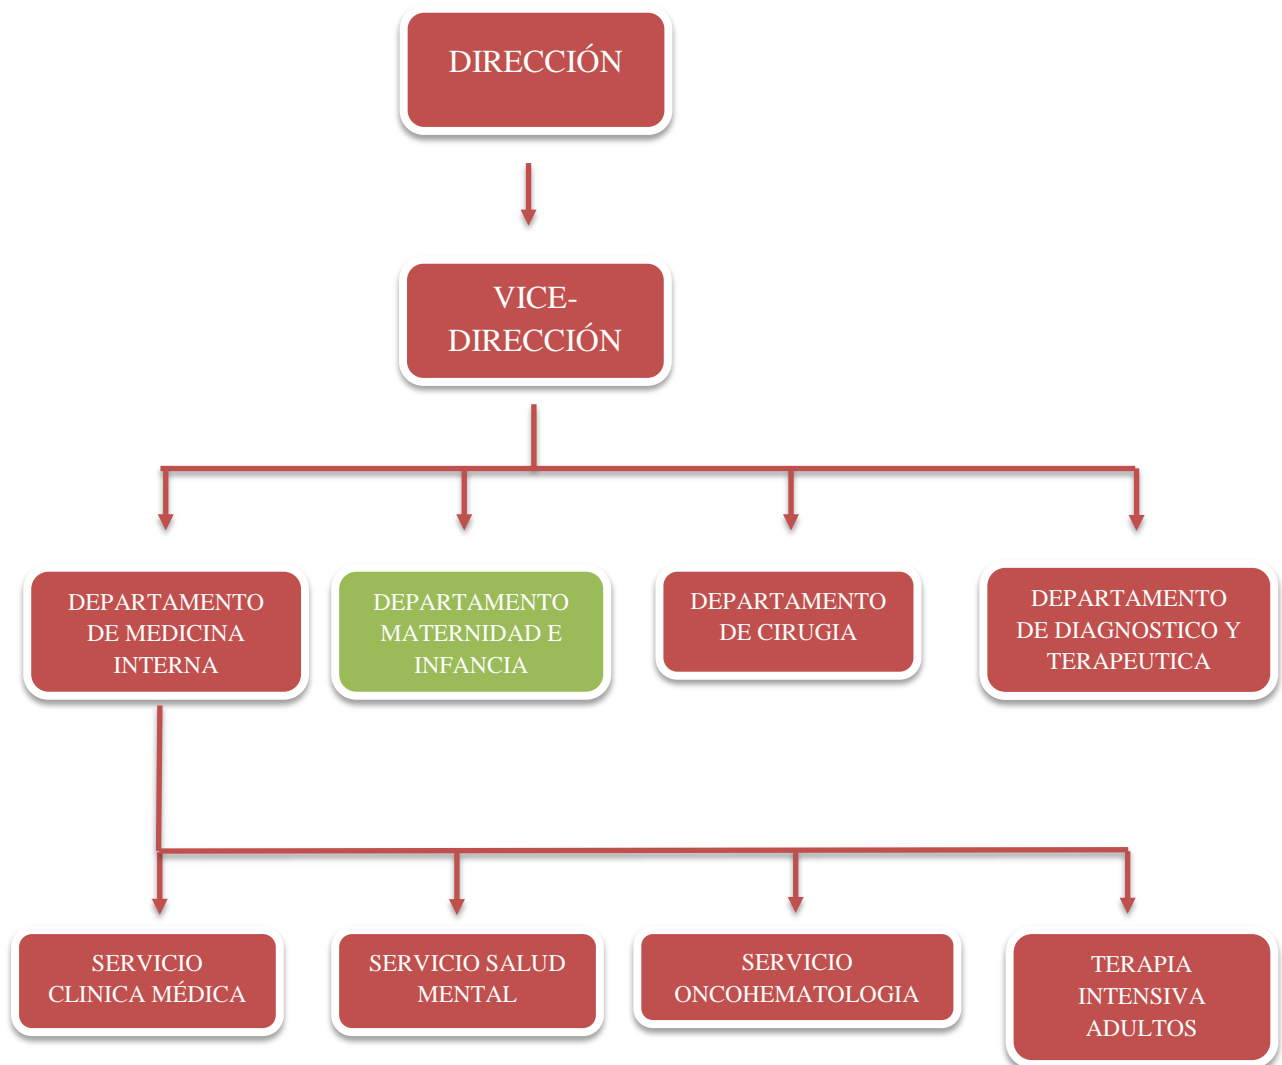 DIRECCIÓN
VICE-
DIRECCIÓN
DEPARTAMENTO
DE MEDICINA
INTERNA
DEPARTAMENTO
MATERNIDAD E
INFANCIA
DEPARTAMENTO
DE CIRUGIA
DEPARTAMENTO
DE DIAGNOSTICO Y
TERAPEUTICA
SERVICIO
CLINICA MÉDICA
SERVICIO SALUD
MENTAL
SERVICIO
ONCOHEMATOLOGIA
TERAPIA
INTENSIVA
ADULTOS